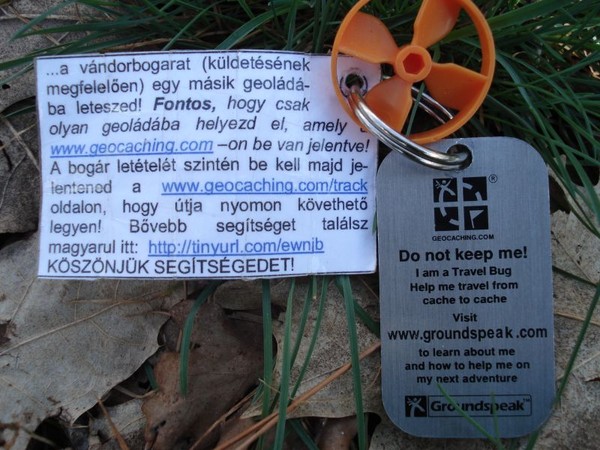 ...a vándorbogarat (küldetésének
megfelelően) egy másik geoládá-
ba leteszed! Fontos, hogy csak
olyan geoládába helyezd el, amely a
www.geocaching.com –on be van jelentve!
A bogár letételét szintén be kell majd je-
lentened a www.geocaching.com/track
oldalon, hogy útja nyomon követhető
legyen! Bővebb segítséget találsz
magyarul itt: http://tinyurl.com/ewnjb
KÖSZÖNJÜK SEGÍTSÉGEDET!
®
GEOCACHING.COM
Do not keep me!
I am a Travel Bug
Help me travel from
cache to cache
Visit
www.groundspeak.com
to learn about me
and how to help me on
my next adventure
Groundspeak™